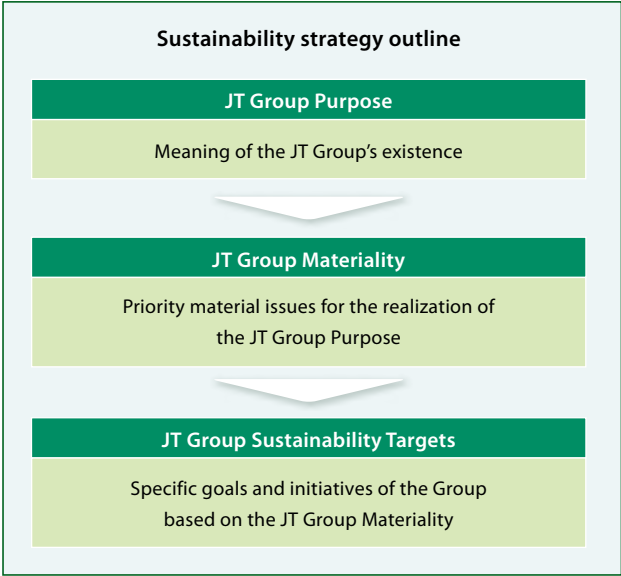 Sustainability strategy outline
JT Group Purpose
Meaning of the JT Group’s existence
JT Group Materiality
Priority material issues for the realization of
the JT Group Purpose
JT Group Sustainability Targets
Specific goals and initiatives of the Group
based on the JT Group Materiality